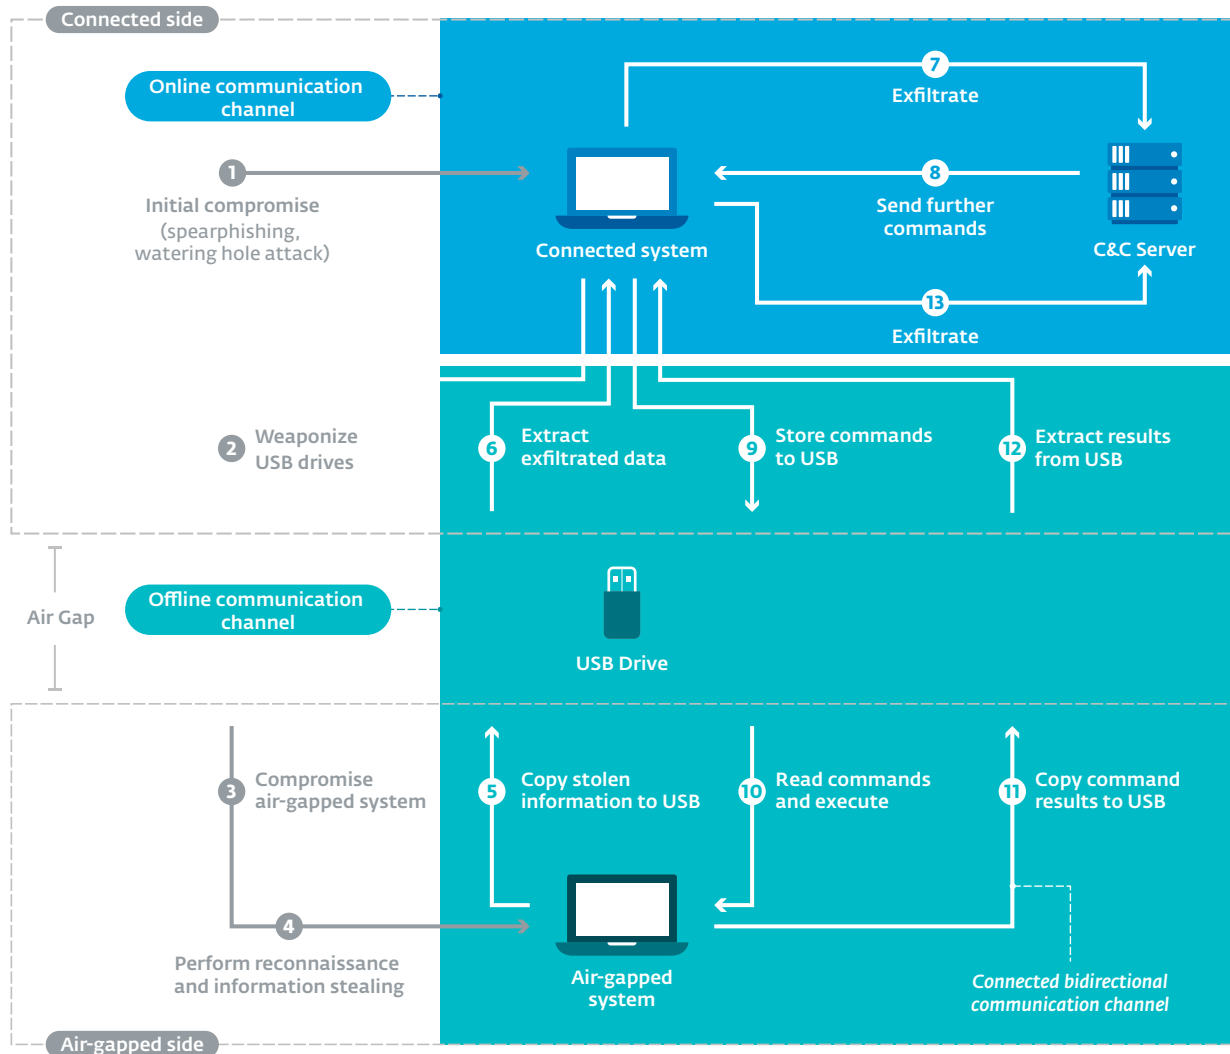 Connected side
Online communication
channel
7
Exfiltrate
1
Initial compromise
(spearphishing,
watering hole attack)
Connected system
8
Send further
commands
C&C Server
13
Exfiltrate
2
Weaponize
USB drives
6
Extract
exfiltrated data
9
Store commands
to USB
12
Extract results
from USB
Air Gap
Offline communication
channel
USB Drive
3
Compromise
air-gapped system
5
Copy stolen
information to USB
10
Read commands
and execute
11
Copy command
results to USB
4
Perform reconnaissance
and information stealing
Air-gapped
system
Connected bidirectional
communication channel
Air-gapped side